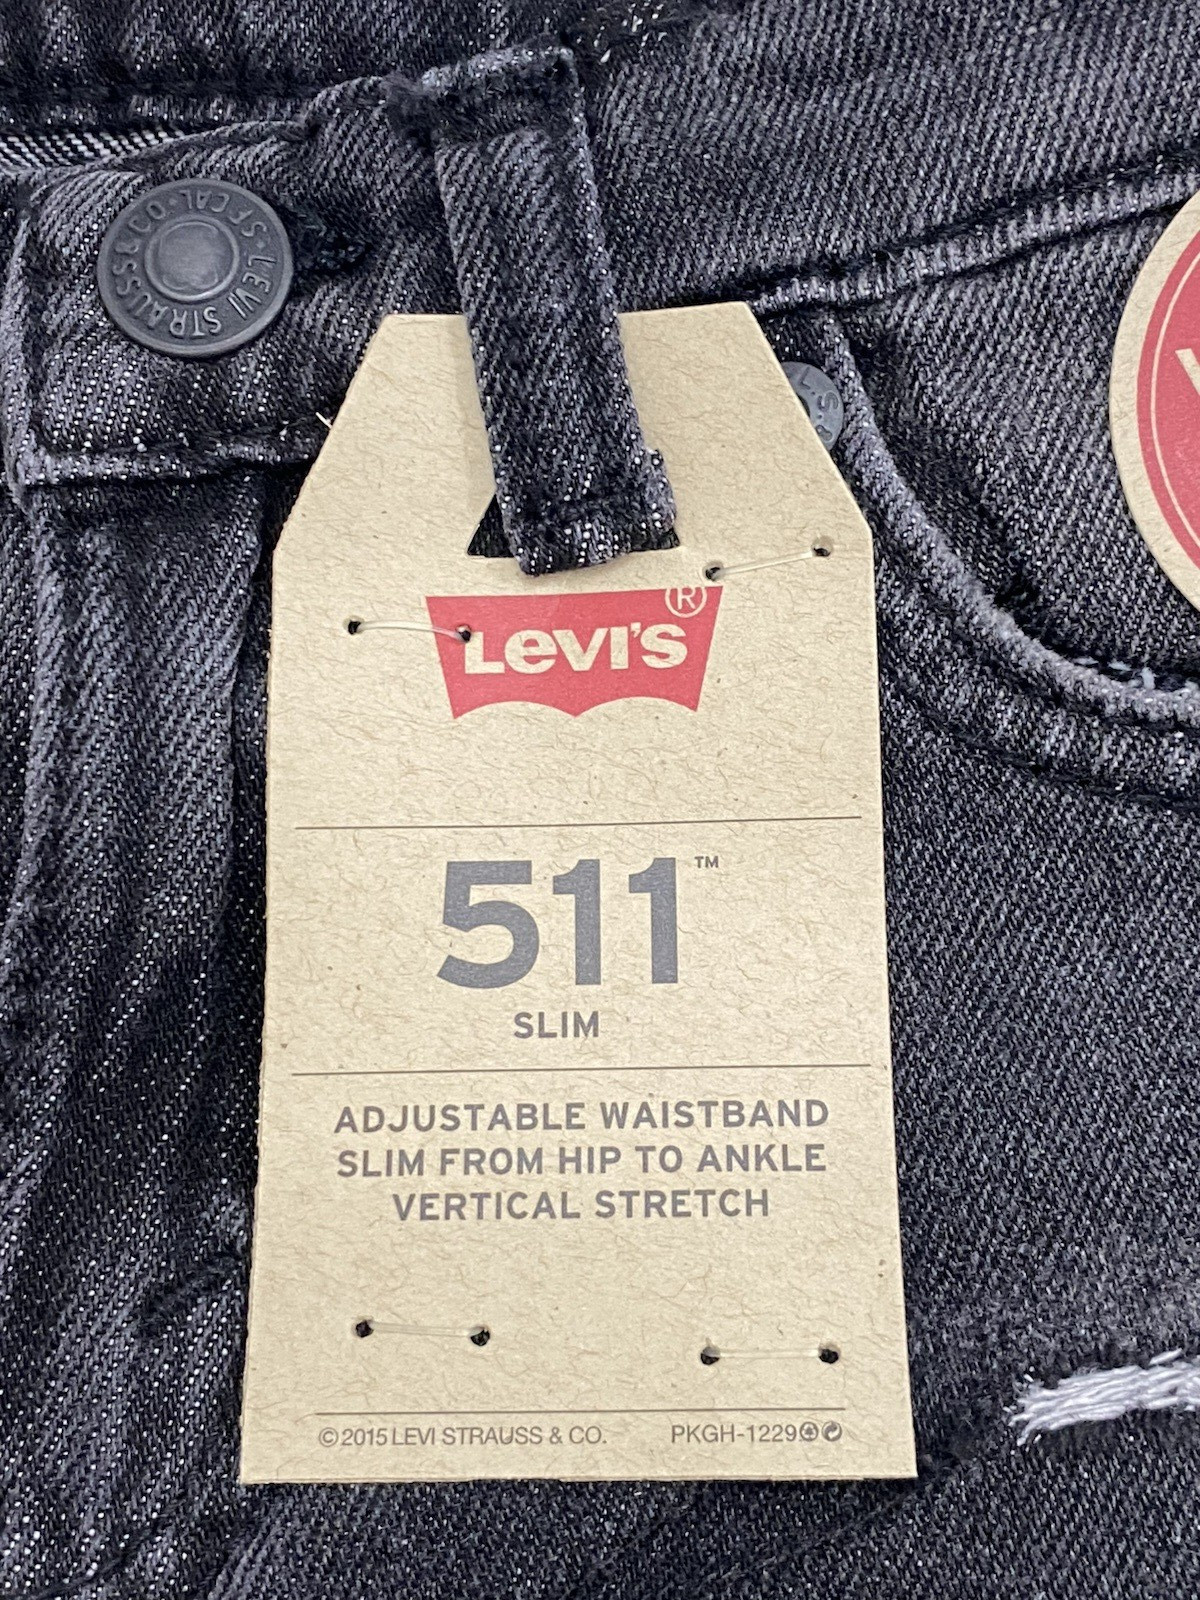 LEVI STRAUSS & CO S.F. CAL
L.S.
LEVI'S®
511™
SLIM
ADJUSTABLE WAISTBAND
SLIM FROM HIP TO ANKLE
VERTICAL STRETCH
©2015 LEVI STRAUSS & CO.
PKGH-1229